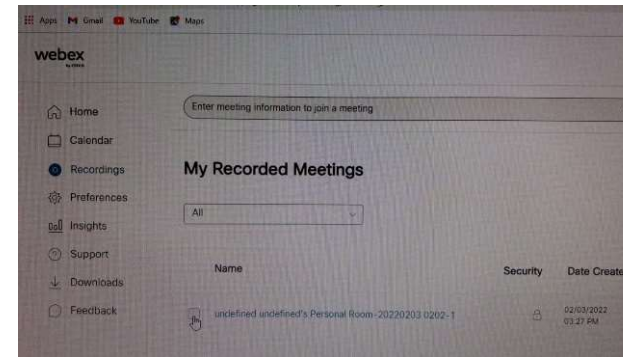 Apps Gmail YouTube Maps
webex
by CISCO
Enter meeting information to join a meeting
Home
Calendar
Recordings
Preferences
Insights
Support
Downloads
Feedback
My Recorded Meetings
All
Name Security Date Create
undefined undefined's Personal Room-20220203 0202-1 02/03/2022
03:27 PM